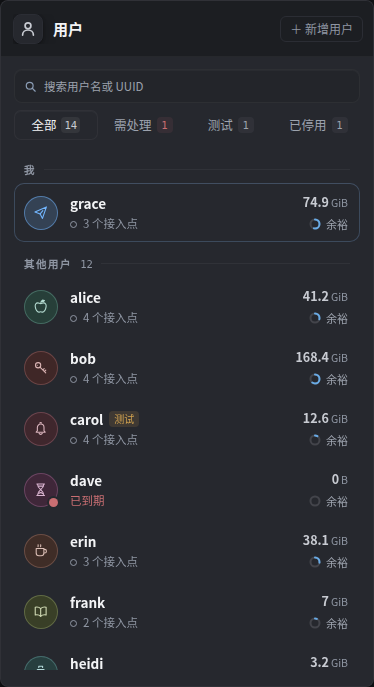 用户
＋ 新增用户
搜索用户名或 UUID
全部 14 需处理 1 测试 1 已停用 1
我
grace 74.9 GiB
3 个接入点 余裕
其他用户 12
alice 41.2 GiB
4 个接入点 余裕
bob 168.4 GiB
4 个接入点 余裕
carol 测试 12.6 GiB
4 个接入点 余裕
dave 0 B
已到期 余裕
erin 38.1 GiB
3 个接入点 余裕
frank 7 GiB
2 个接入点 余裕
heidi 3.2 GiB